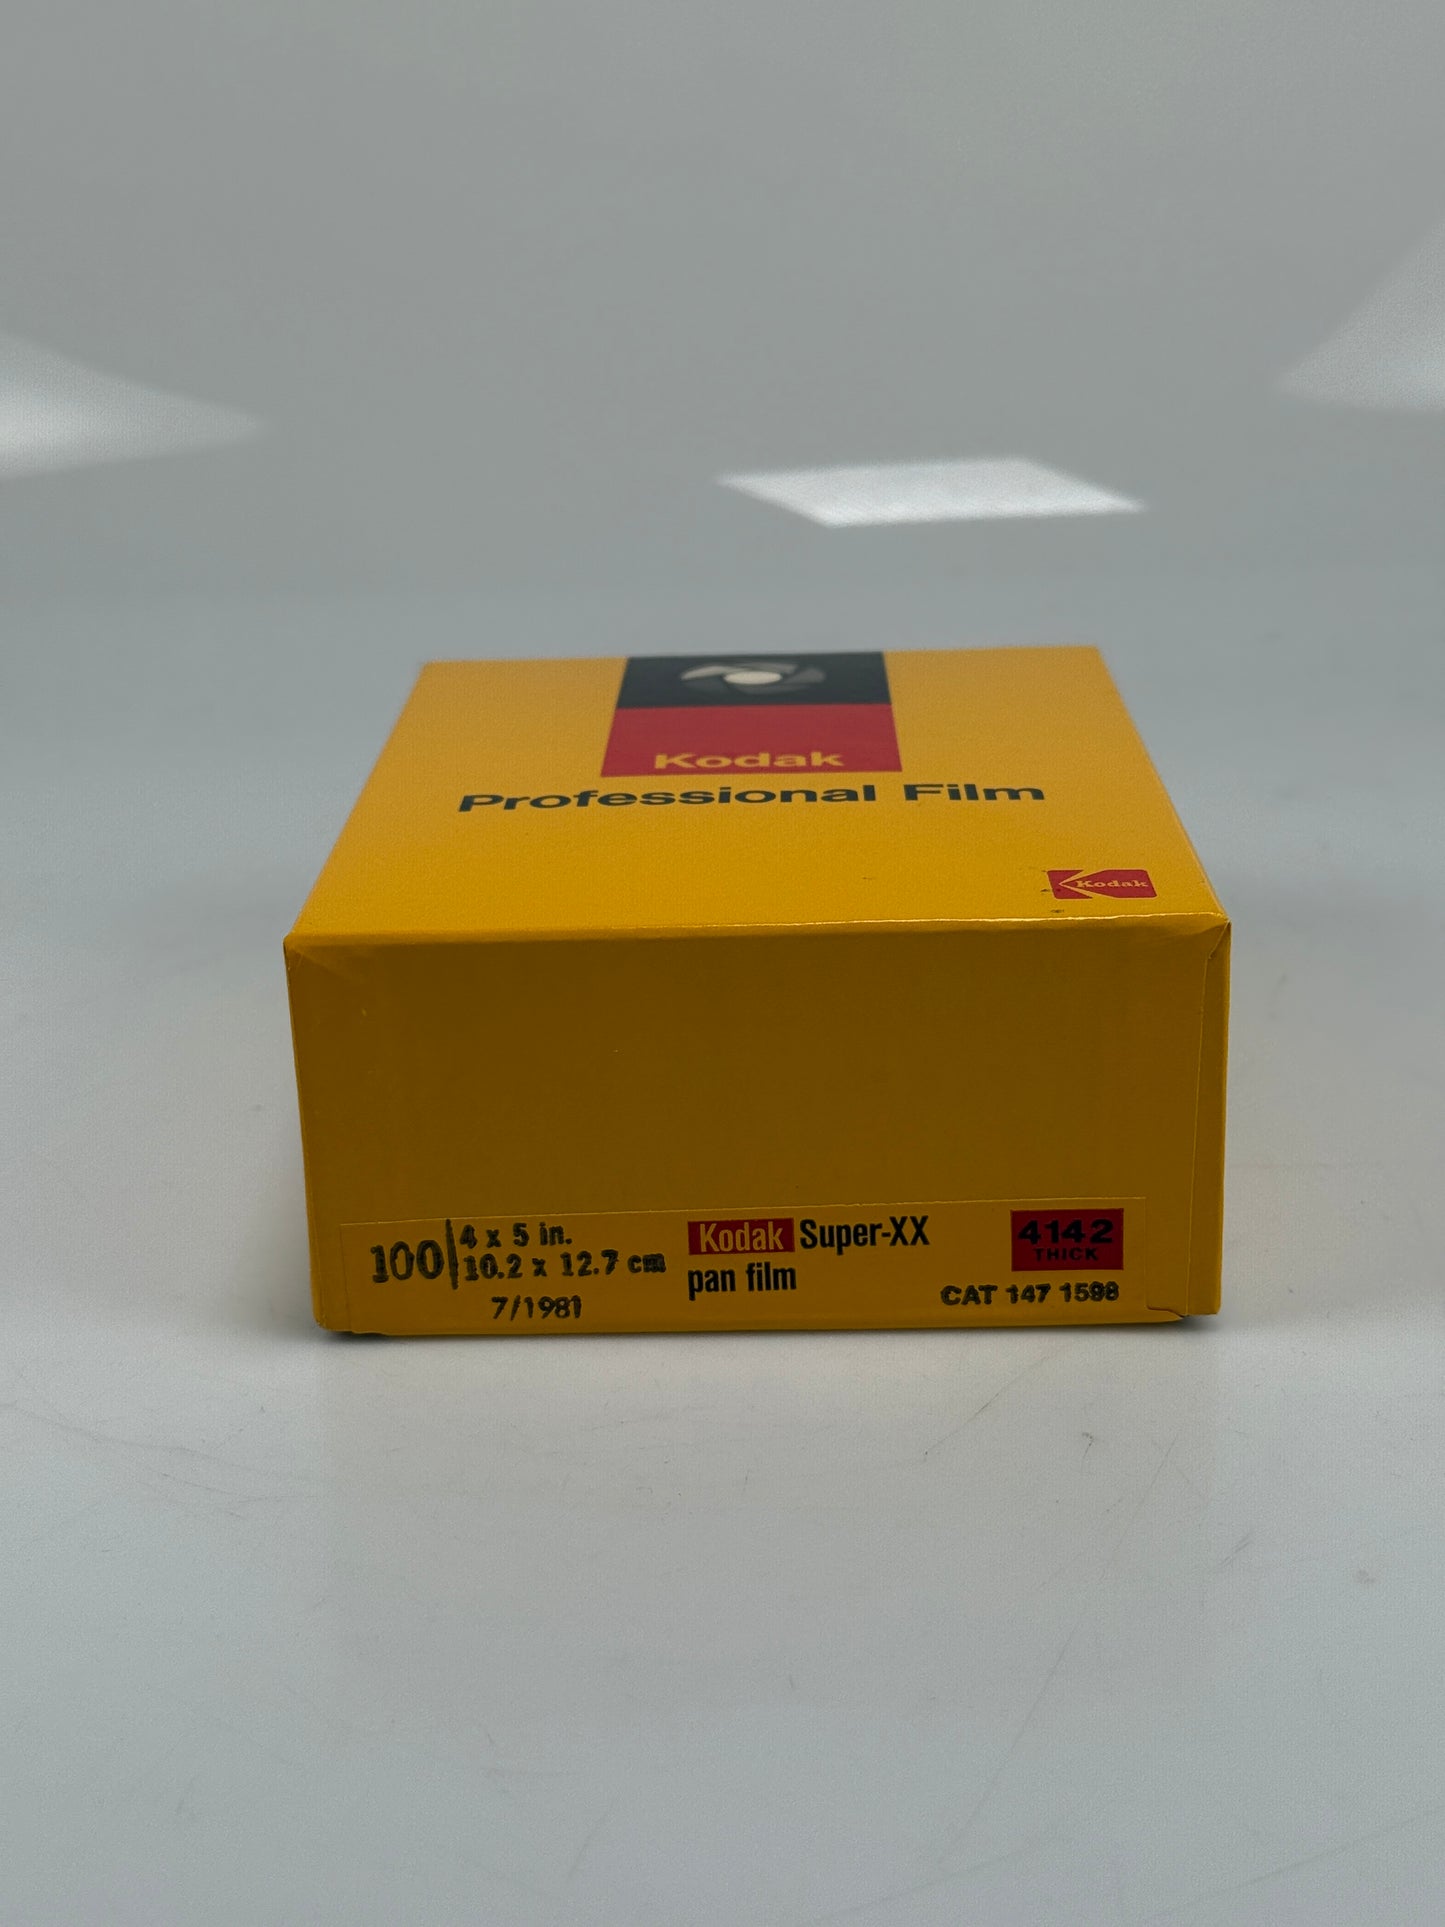 Kodak
Professional Film
Kodak
100 4 x 5 in.
10.2 x 12.7 cm
7/1981
Kodak Super-XX
pan film
4142
THICK
CAT 147 1598